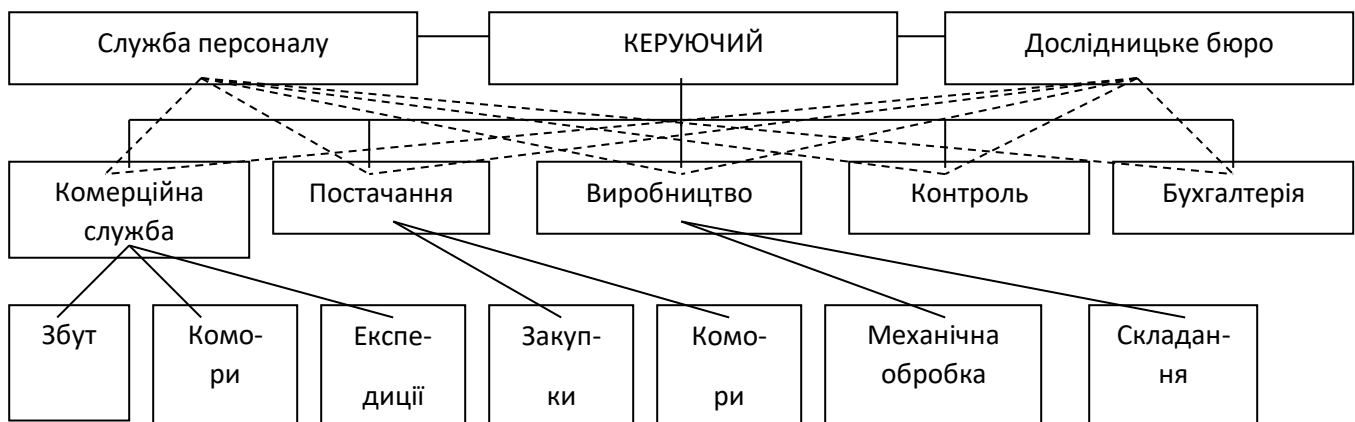 Служба персоналу
КЕРУЮЧИЙ
Дослідницьке бюро
Комерційна
служба
Постачання
Виробництво
Контроль
Бухгалтерія
Збут
Комо-
ри
Експе-
диції
Закуп-
ки
Комо-
ри
Механічна
обробка
Складан-
ня